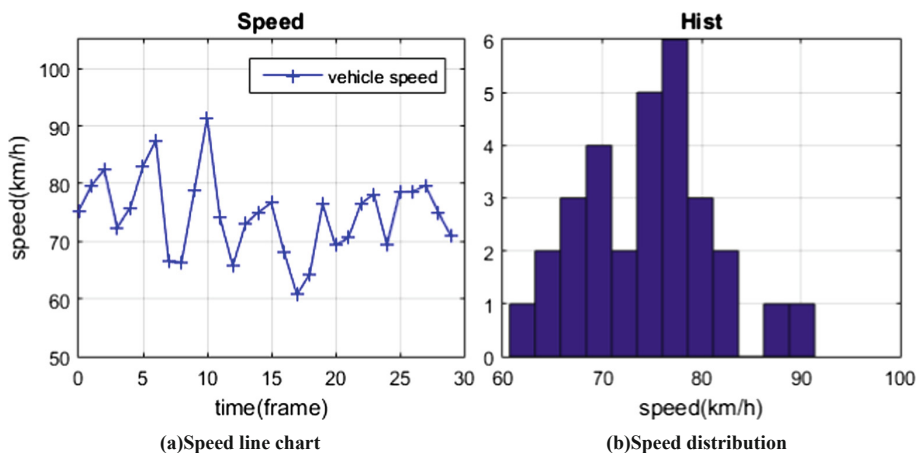 Speed
100
90
80
70
60
50
speed(km/h)
vehicle speed
0 5 10 15 20 25 30
time(frame)
(a)Speed line chart
Hist
6
5
4
3
2
1
0
60 70 80 90 100
speed(km/h)
(b)Speed distribution